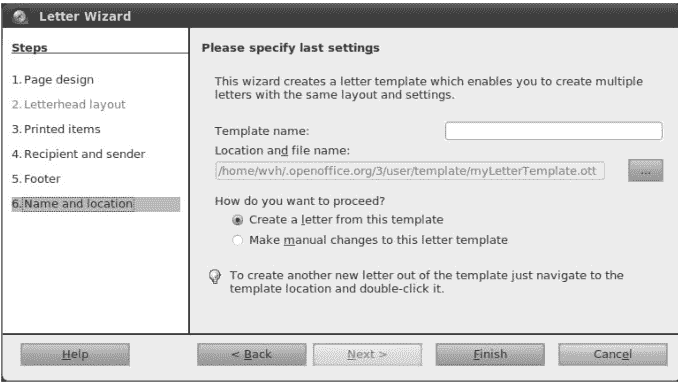 Letter Wizard
Steps
1. Page design
2. Letterhead layout
3. Printed items
4. Recipient and sender
5. Footer
6. Name and location
Please specify last settings
This wizard creates a letter template which enables you to create multiple
letters with the same layout and settings.
Template name:
Location and file name:
/home/wvh/.openoffice.org/3/user/template/myLetterTemplate.ott
...
How do you want to proceed?
Create a letter from this template
Make manual changes to this letter template
To create another new letter out of the template just navigate to the
template location and double-click it.
Help
< Back
Next >
Finish
Cancel